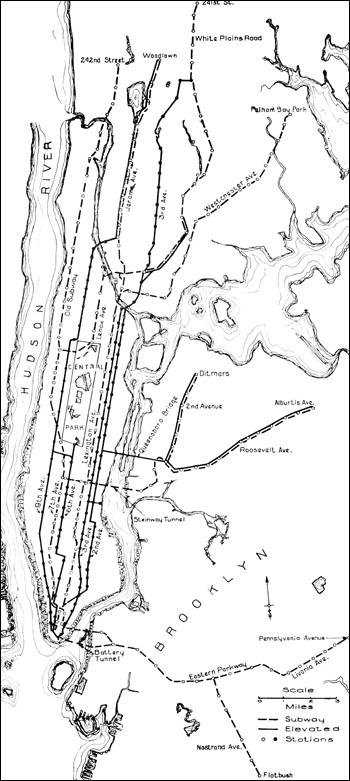 241st St.
White Plains Road
242nd Street
Woodlawn
Pelham Bay Park
HUDSON RIVER
Jerome Ave.
3rd Ave.
Westchester Ave.
Old Subway
Lenox Ave.
CENTRAL
PARK
Lexington Ave.
Ditmars
2nd Avenue
Queensboro Bridge
Alburtis Ave.
Roosevelt Ave.
9th Ave.
7th Ave.
6th Ave.
3rd Ave.
2nd Ave.
Steinway Tunnel
BROOKLYN
Pennsylvania Avenue
Battery
Tunnel
Eastern Parkway
Livonia Ave.
Nostrand Ave.
Flatbush
Scale
Miles
Subway
Elevated
Stations